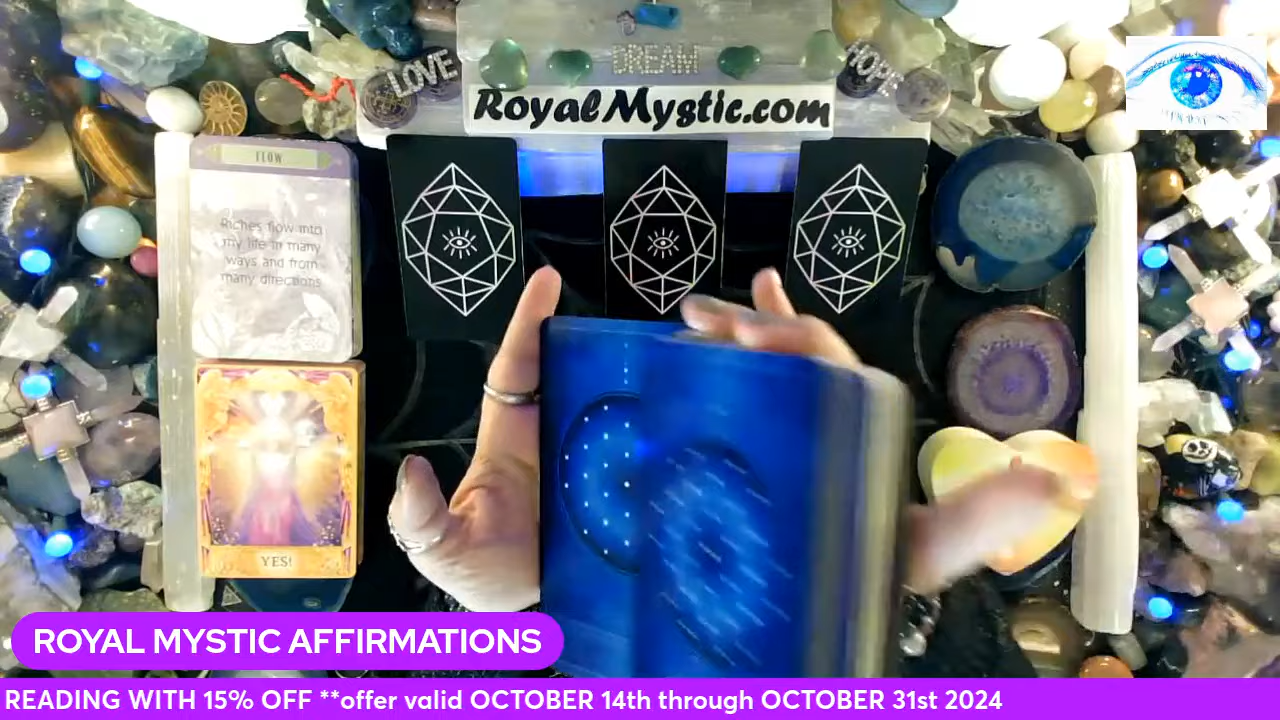 LOVE
DREAM
HOPE
RoyalMystic.com
FLOW
Riches flow into
my life in many
ways and from
many directions
YES!
ROYAL MYSTIC AFFIRMATIONS
READING WITH 15% OFF **offer valid OCTOBER 14th through OCTOBER 31st 2024